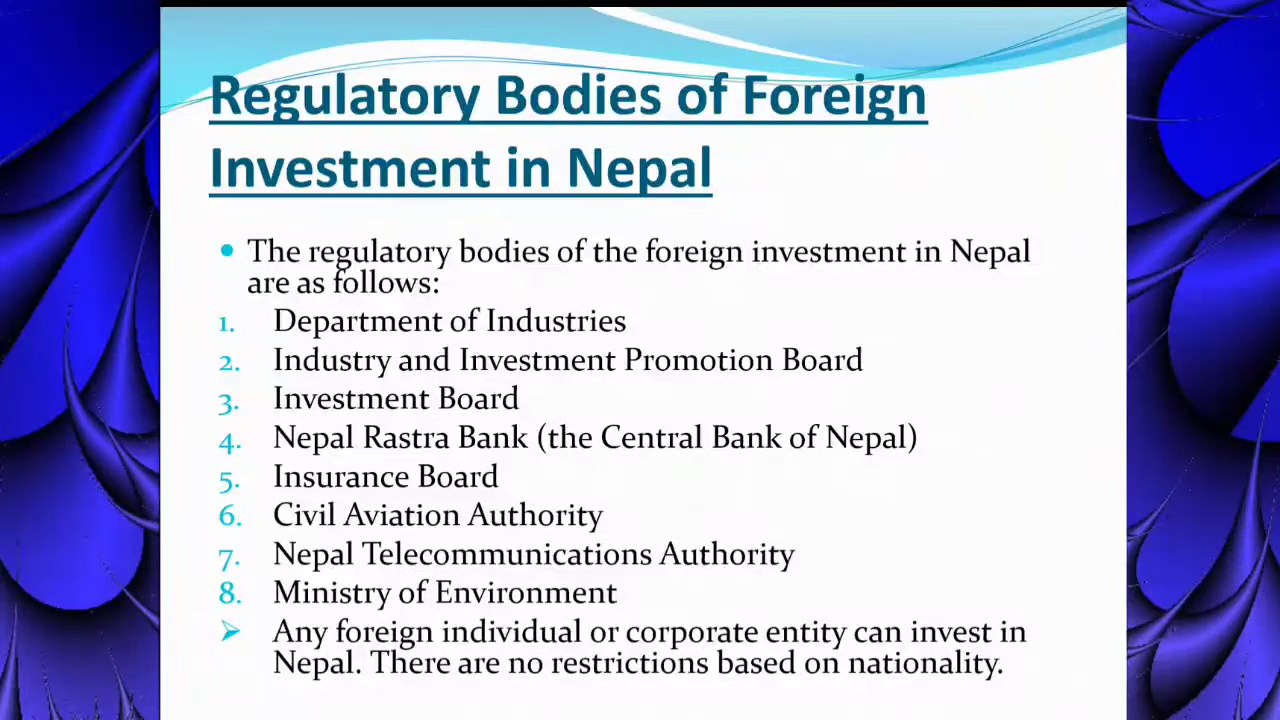 Regulatory Bodies of Foreign
Investment in Nepal
• The regulatory bodies of the foreign investment in Nepal
are as follows:
1. Department of Industries
2. Industry and Investment Promotion Board
3. Investment Board
4. Nepal Rastra Bank (the Central Bank of Nepal)
5. Insurance Board
6. Civil Aviation Authority
7. Nepal Telecommunications Authority
8. Ministry of Environment
➢ Any foreign individual or corporate entity can invest in
Nepal. There are no restrictions based on nationality.